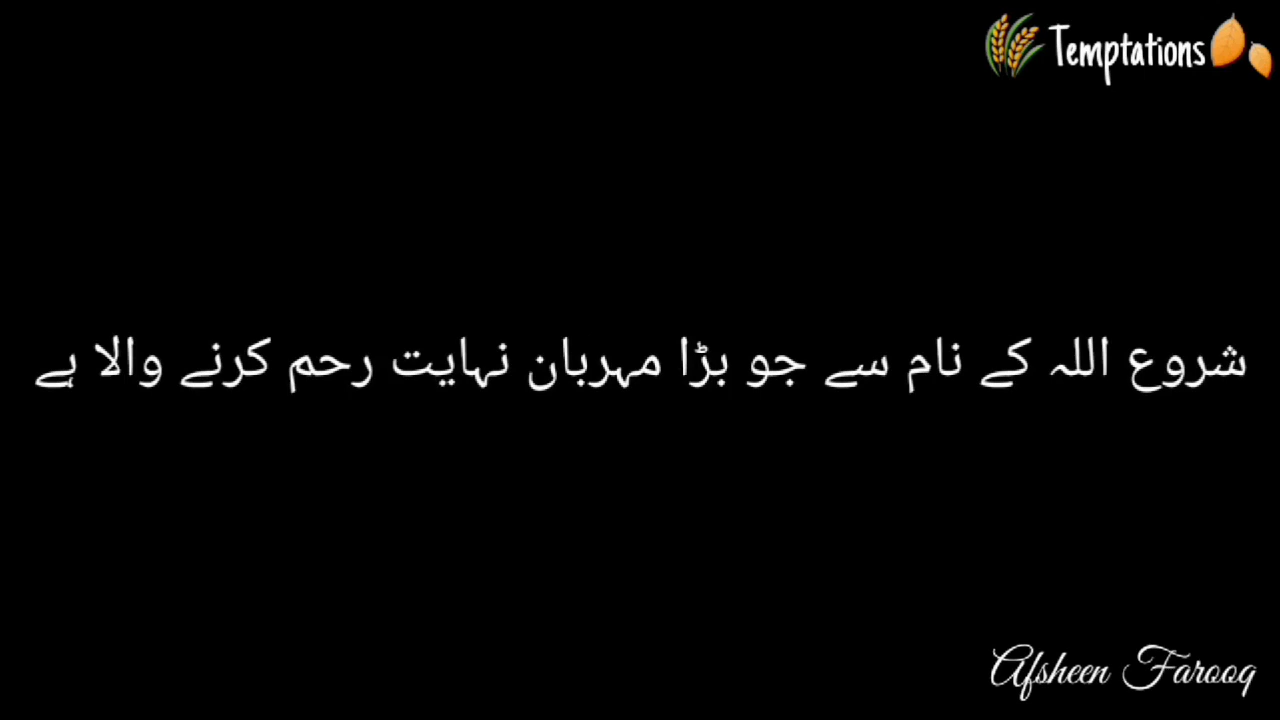 Temptations
شروع اللہ کے نام سے جو بڑا مہربان نہایت رحم کرنے والا ہے
Afsheen Farooq